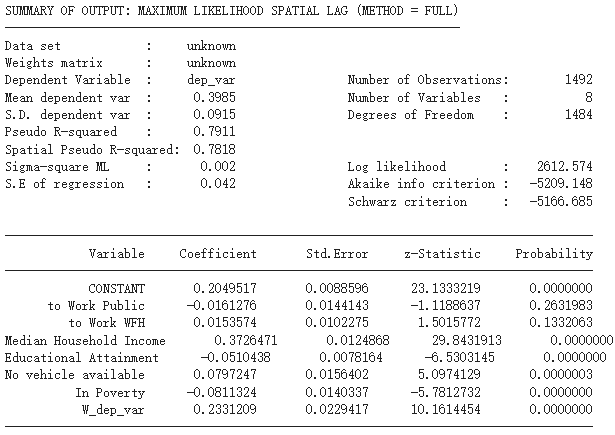 SUMMARY OF OUTPUT: MAXIMUM LIKELIHOOD SPATIAL LAG (METHOD = FULL)
Data set : unknown
Weights matrix : unknown
Dependent Variable : dep_var Number of Observations: 1492
Mean dependent var : 0.3985 Number of Variables : 8
S.D. dependent var : 0.0915 Degrees of Freedom : 1484
Pseudo R-squared : 0.7911
Spatial Pseudo R-squared: 0.7818
Sigma-square ML : 0.002 Log likelihood : 2612.574
S.E of regression : 0.042 Akaike info criterion : -5209.148
Schwarz criterion : -5166.685
Variable Coefficient Std.Error z-Statistic Probability
CONSTANT 0.2049517 0.0088596 23.1333219 0.0000000
to Work Public -0.0161276 0.0144143 -1.1188637 0.2631983
to Work WFH 0.0153574 0.0102275 1.5015772 0.1332063
Median Household Income 0.3726471 0.0124868 29.8431913 0.0000000
Educational Attainment -0.0510438 0.0078164 -6.5303145 0.0000000
No vehicle available 0.0797247 0.0156402 5.0974129 0.0000003
In Poverty -0.0811324 0.0140337 -5.7812732 0.0000000
W_dep_var 0.2331209 0.0229417 10.1614454 0.0000000